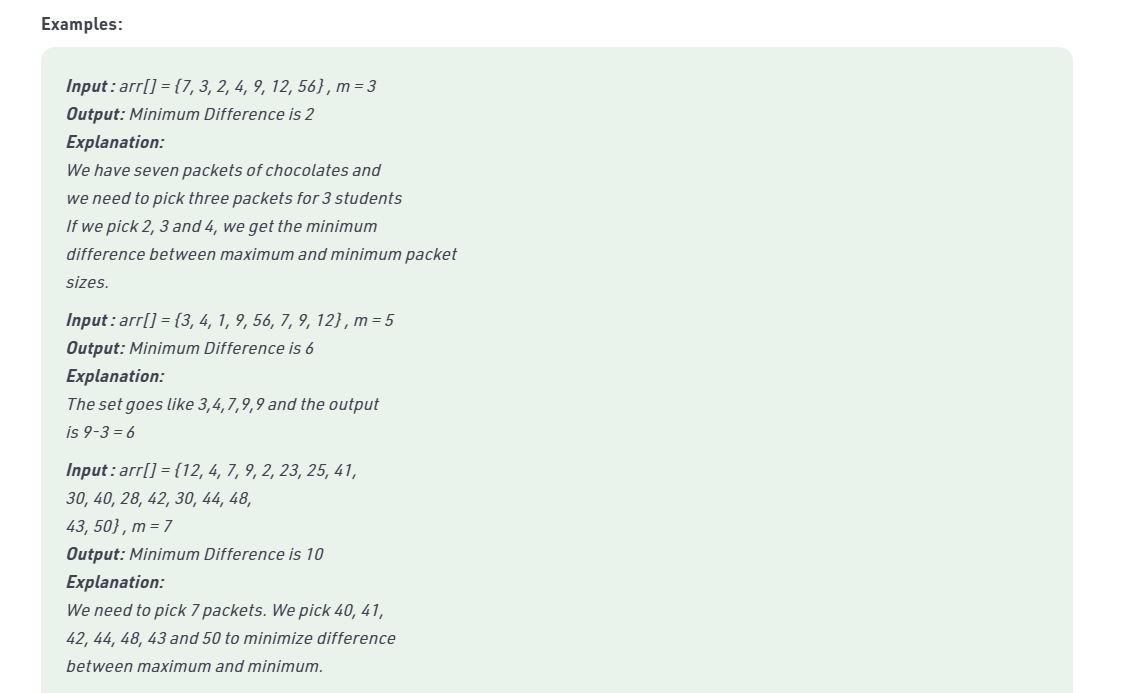 Examples:
Input : arr[] = {7, 3, 2, 4, 9, 12, 56} , m = 3
Output: Minimum Difference is 2
Explanation:
We have seven packets of chocolates and
we need to pick three packets for 3 students
If we pick 2, 3 and 4, we get the minimum
difference between maximum and minimum packet
sizes.
Input : arr[] = {3, 4, 1, 9, 56, 7, 9, 12} , m = 5
Output: Minimum Difference is 6
Explanation:
The set goes like 3,4,7,9,9 and the output
is 9-3 = 6
Input : arr[] = {12, 4, 7, 9, 2, 23, 25, 41,
30, 40, 28, 42, 30, 44, 48,
43, 50} , m = 7
Output: Minimum Difference is 10
Explanation:
We need to pick 7 packets. We pick 40, 41,
42, 44, 48, 43 and 50 to minimize difference
between maximum and minimum.